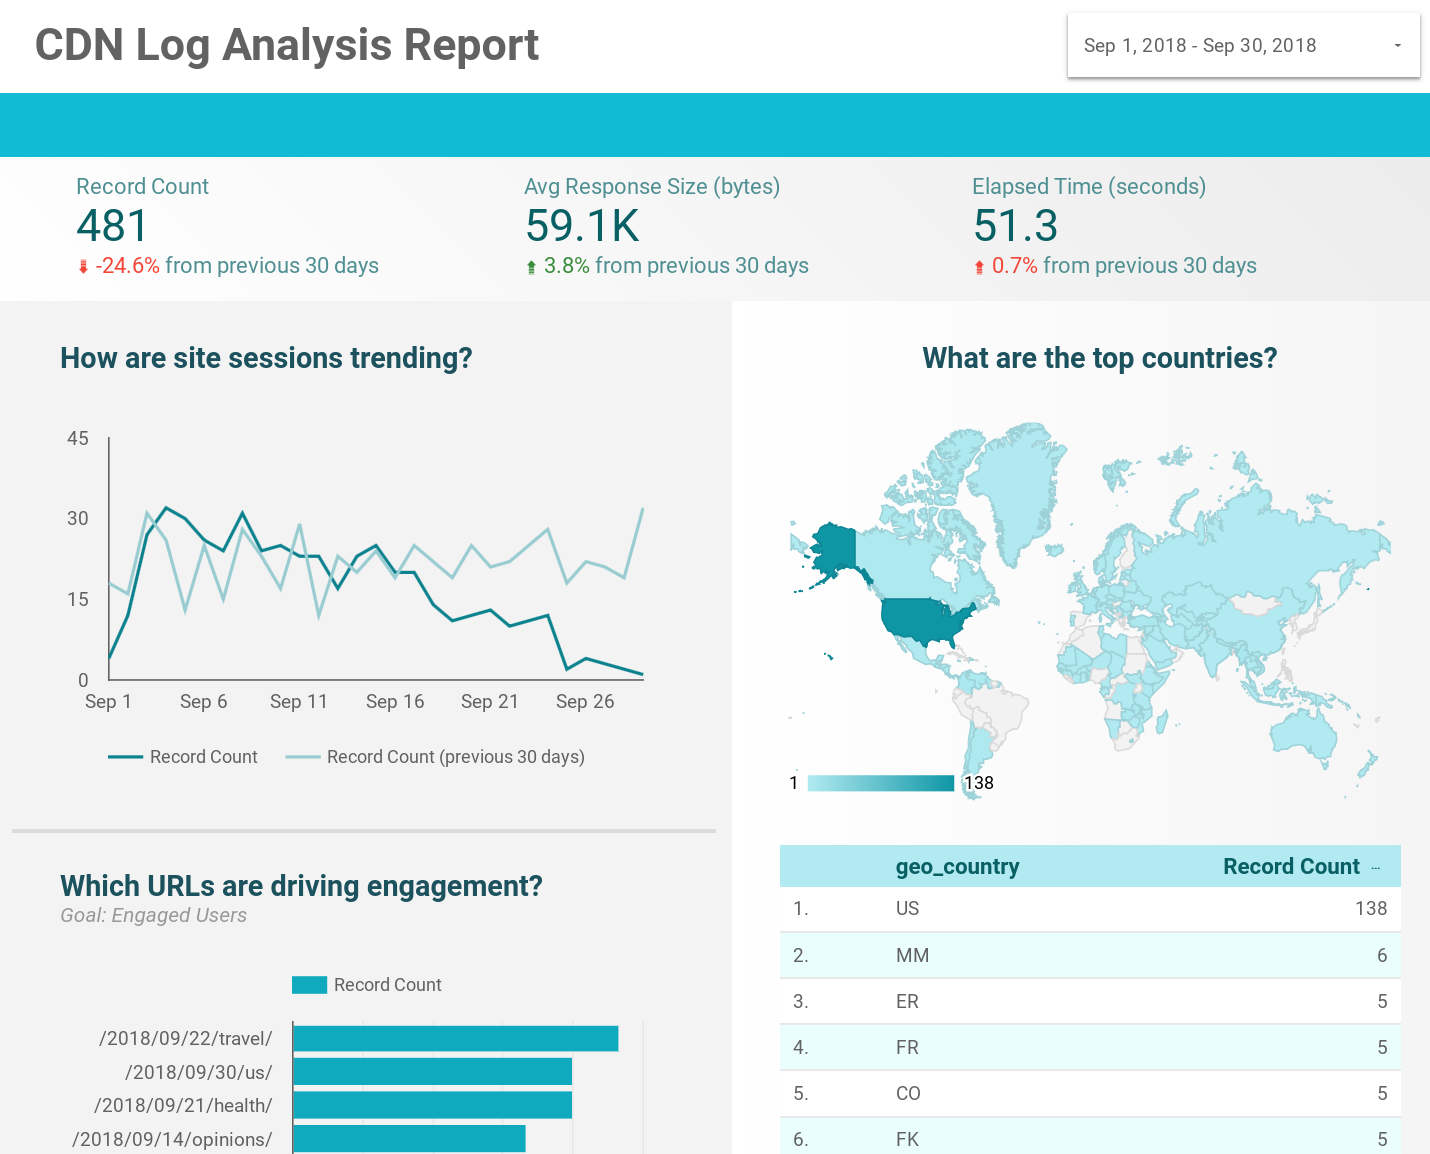 CDN Log Analysis Report
Sep 1, 2018 - Sep 30, 2018
Record Count
481
-24.6% from previous 30 days
Avg Response Size (bytes)
59.1K
3.8% from previous 30 days
Elapsed Time (seconds)
51.3
0.7% from previous 30 days
How are site sessions trending?
45
30
15
0
Sep 1 Sep 6 Sep 11 Sep 16 Sep 21 Sep 26
Record Count Record Count (previous 30 days)
Which URLs are driving engagement?
Goal: Engaged Users
Record Count
/2018/09/22/travel/
/2018/09/30/us/
/2018/09/21/health/
/2018/09/14/opinions/
What are the top countries?
1 138
geo_country Record Count ...
1. US 138
2. MM 6
3. ER 5
4. FR 5
5. CO 5
6. FK 5